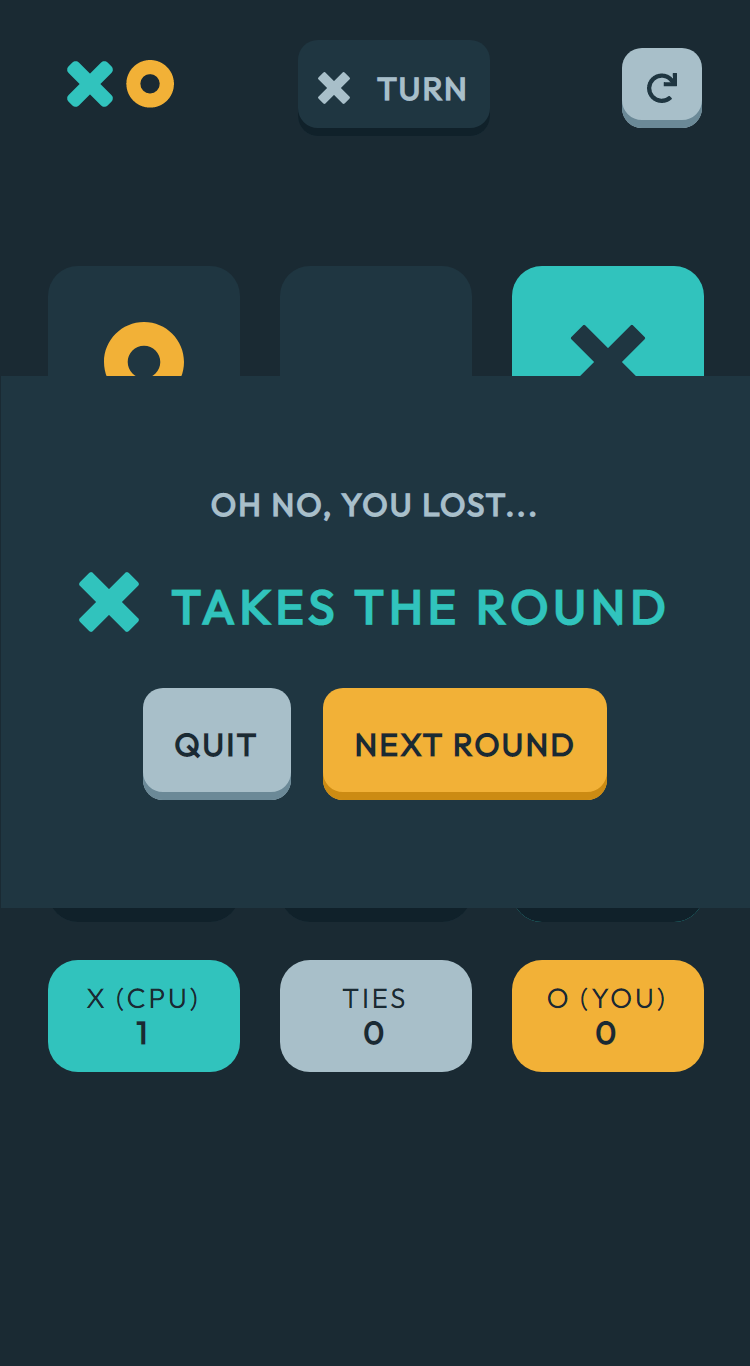 TURN
OH NO, YOU LOST...
TAKES THE ROUND
QUIT
NEXT ROUND
X (CPU)
1
TIES
0
O (YOU)
0